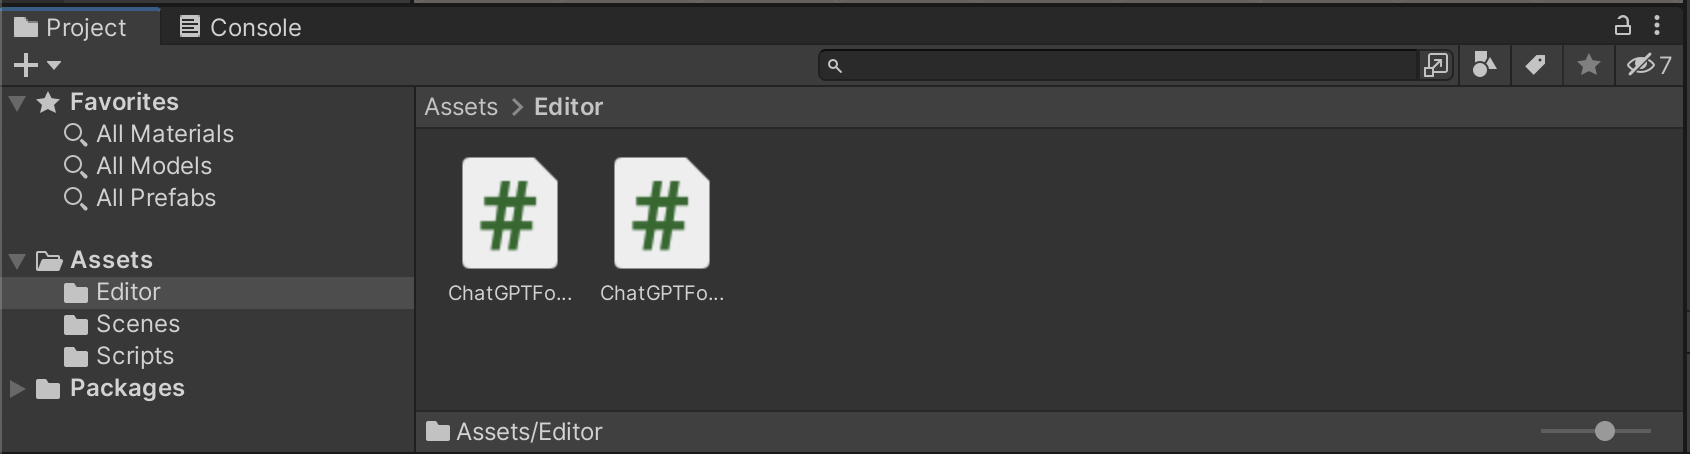 Project
Console
7
Favorites
All Materials
All Models
All Prefabs
Assets
Editor
Scenes
Scripts
Packages
Assets > Editor
ChatGPTFo...
ChatGPTFo...
Assets/Editor